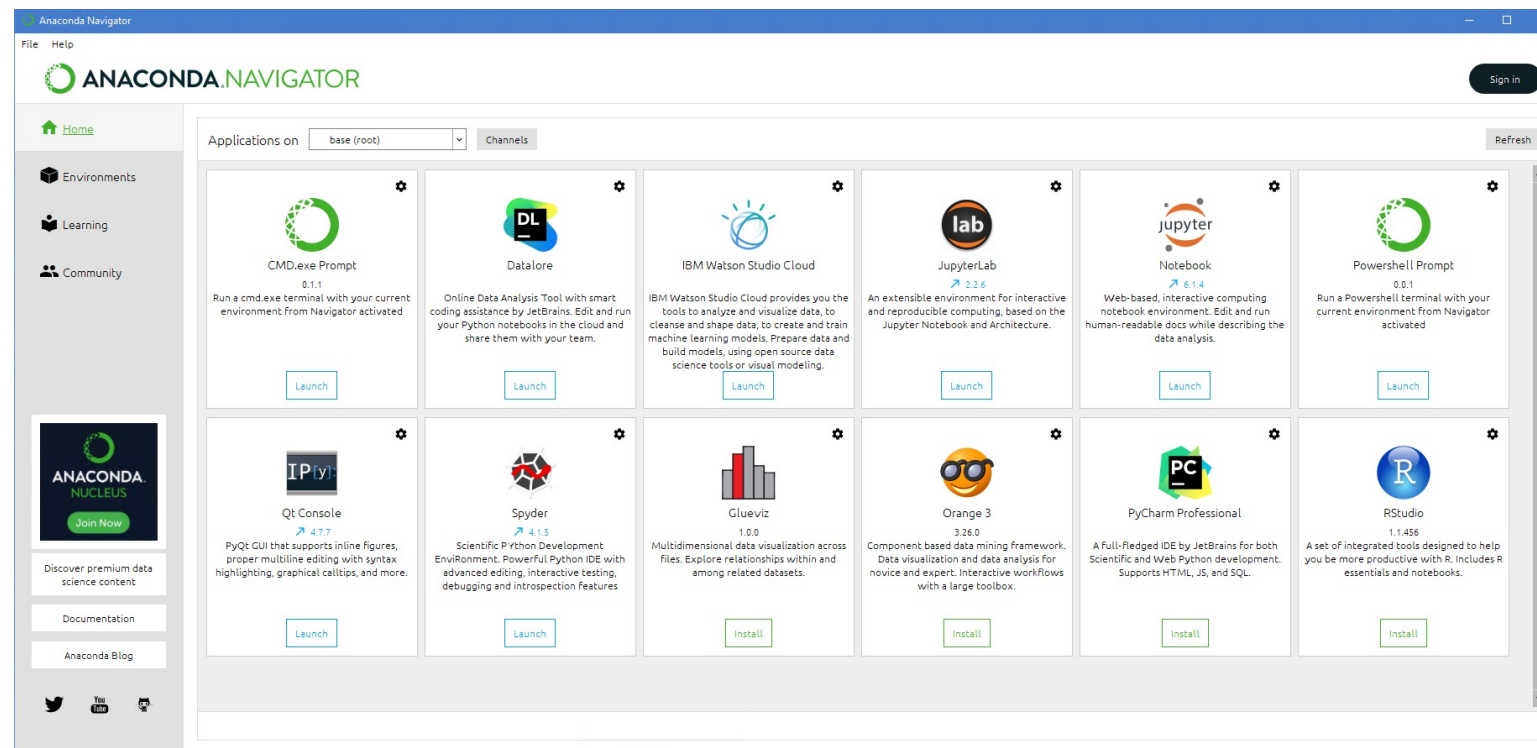 Anaconda Navigator
File Help
ANACONDA.NAVIGATOR
Sign in
Home
Environments
Learning
Community
ANACONDA.
NUCLEUS
Join Now
Discover premium data
science content
Documentation
Anaconda Blog
You
Tube
Applications on base (root) Channels
Refresh
CMD.exe Prompt
0.1.1
Run a cmd.exe terminal with your current
environment from Navigator activated
Launch
DL
Datalore
Online Data Analysis Tool with smart
coding assistance by JetBrains. Edit and run
your Python notebooks in the cloud and
share them with your team.
Launch
IBM Watson Studio Cloud
IBM Watson Studio Cloud provides you the
tools to analyze and visualize data, to
cleanse and shape data, to create and train
machine learning models. Prepare data and
build models, using open source data
science tools or visual modeling.
Launch
lab
JupyterLab
2.2.6
An extensible environment for interactive
and reproducible computing, based on the
Jupyter Notebook and Architecture.
Launch
jupyter
Notebook
6.1.4
Web-based, interactive computing
notebook environment. Edit and run
human-readable docs while describing the
data analysis.
Launch
Powershell Prompt
0.0.1
Run a Powershell terminal with your
current environment from Navigator
activated
Launch
IP[y]:
Qt Console
4.7.7
PyQt GUI that supports inline figures,
proper multiline editing with syntax
highlighting, graphical calltips, and more.
Launch
Spyder
4.1.5
Scientific PYthon Development
EnviRonment. Powerful Python IDE with
advanced editing, interactive testing,
debugging and introspection features
Launch
Glueviz
1.0.0
Multidimensional data visualization across
files. Explore relationships within and
among related datasets.
Install
Orange 3
3.26.0
Component based data mining framework.
Data visualization and data analysis for
novice and expert. Interactive workflows
with a large toolbox.
Install
PC
PyCharm Professional
A full-fledged IDE by JetBrains for both
Scientific and Web Python development.
Supports HTML, JS, and SQL.
Install
R
RStudio
1.1.456
A set of integrated tools designed to help
you be more productive with R. Includes R
essentials and notebooks.
Install